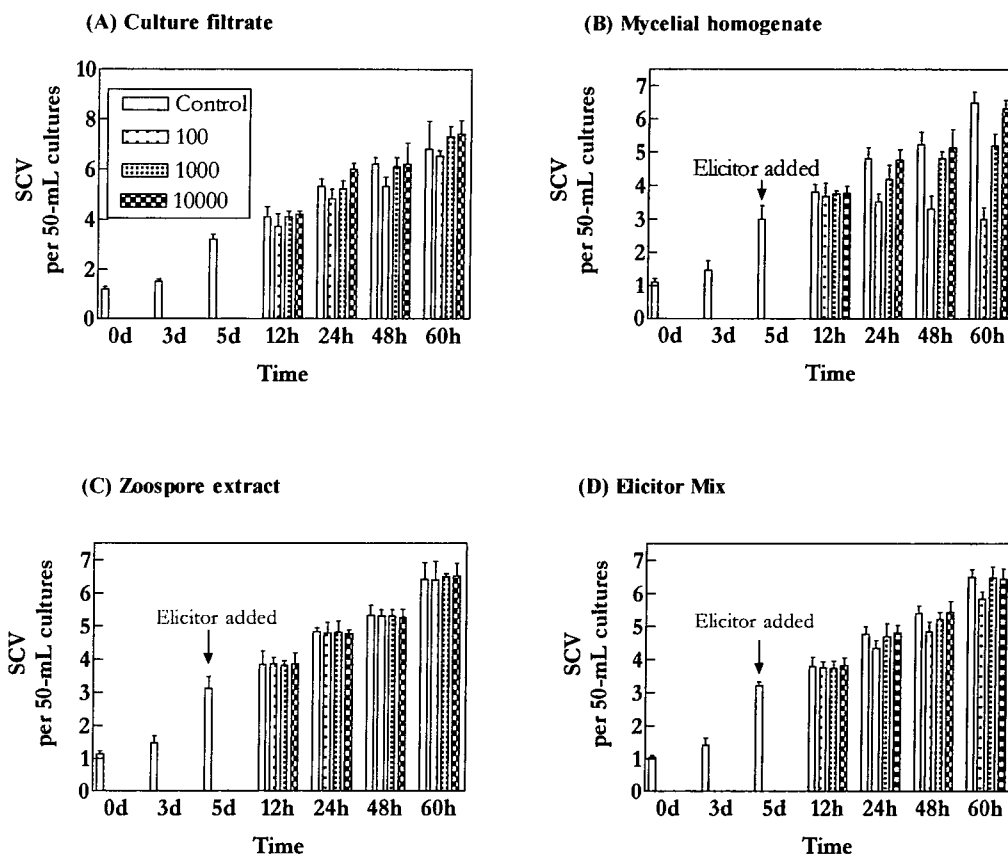 (A) Culture filtrate
10
8
6
4
2
0
SCV
per 50-mL cultures
Control
100
1000
10000
0d 3d 5d 12h 24h 48h 60h
Time
(B) Mycelial homogenate
7
6
5
4
3
2
1
0
SCV
per 50-mL cultures
Elicitor added
0d 3d 5d 12h 24h 48h 60h
Time
(C) Zoospore extract
7
6
5
4
3
2
1
0
SCV
per 50-mL cultures
Elicitor added
0d 3d 5d 12h 24h 48h 60h
Time
(D) Elicitor Mix
7
6
5
4
3
2
1
0
SCV
per 50-mL cultures
Elicitor added
0d 3d 5d 12h 24h 48h 60h
Time